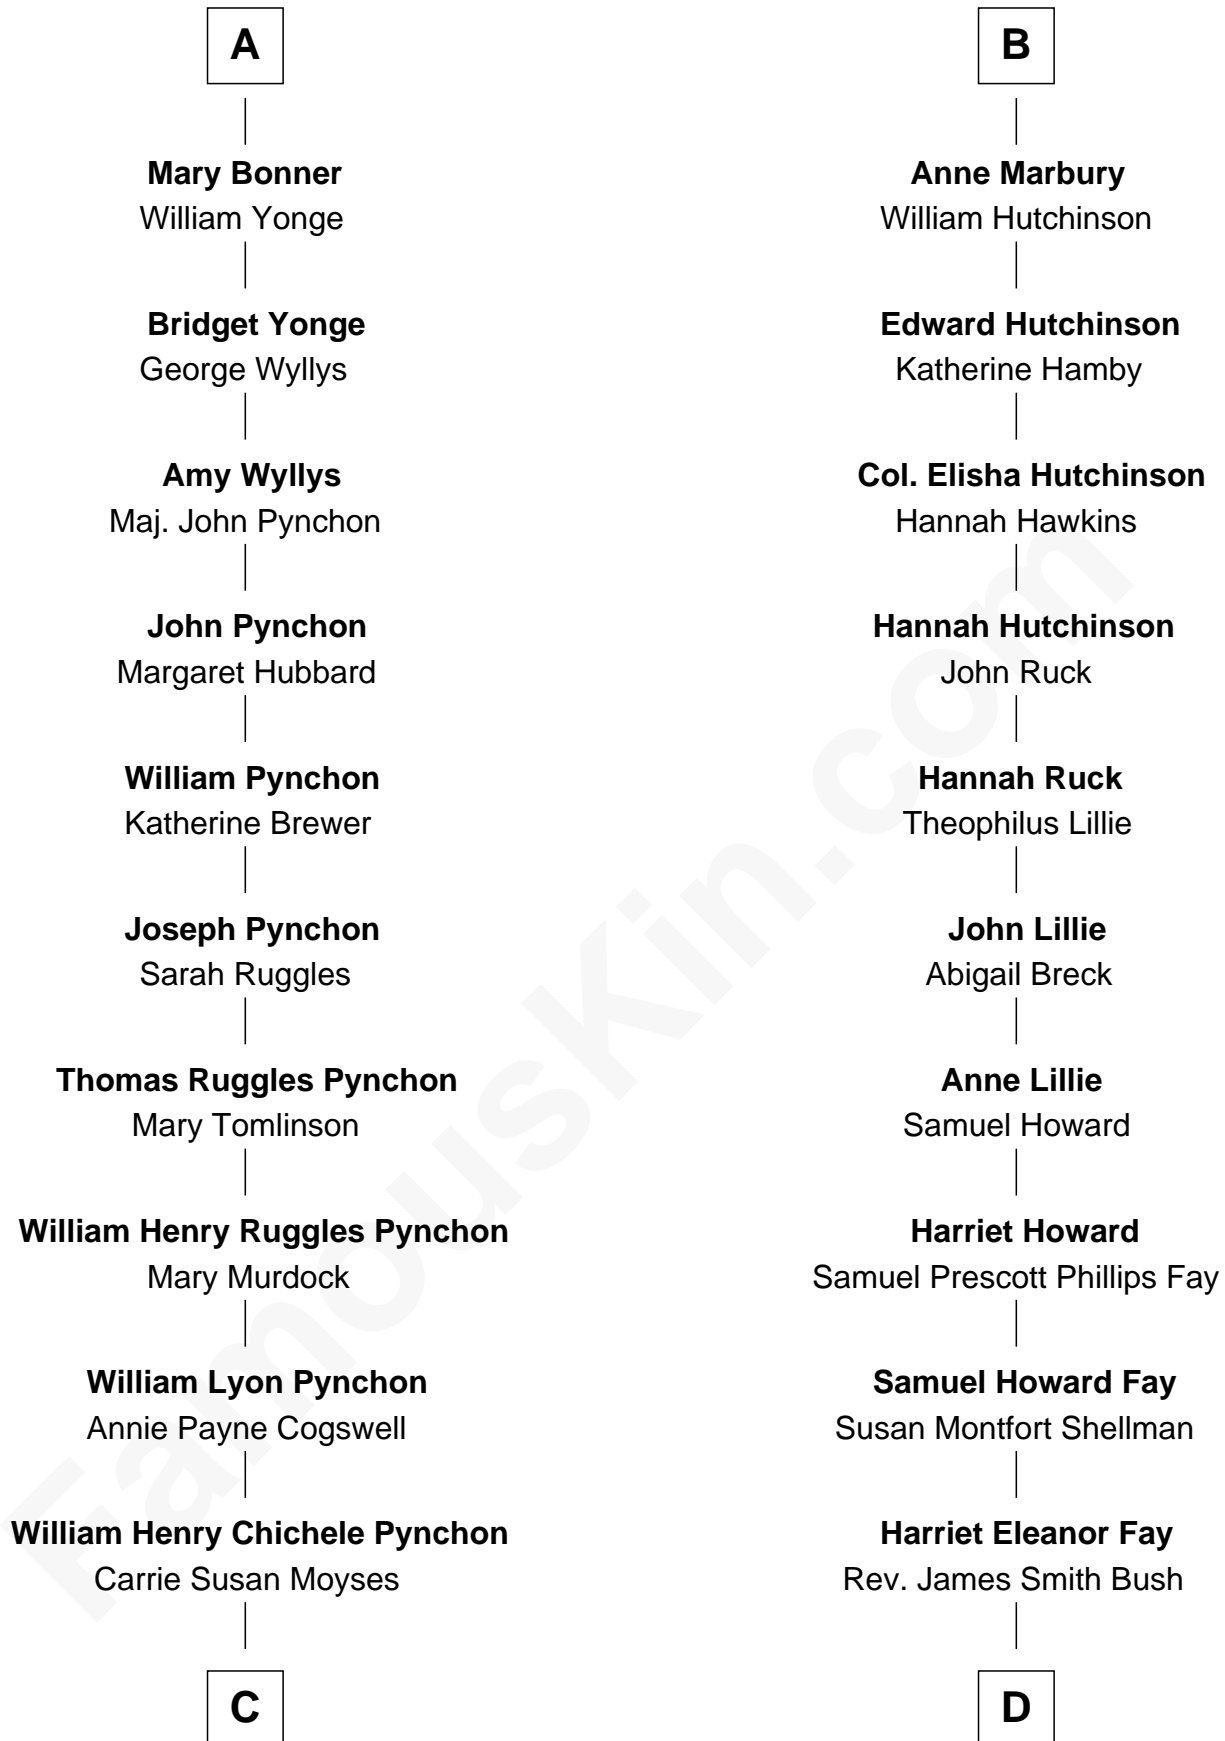 A
Mary Bonner
William Yonge
Bridget Yonge
George Wyllys
Amy Wyllys
Maj. John Pynchon
John Pynchon
Margaret Hubbard
William Pynchon
Katherine Brewer
Joseph Pynchon
Sarah Ruggles
Thomas Ruggles Pynchon
Mary Tomlinson
William Henry Ruggles Pynchon
Mary Murdock
William Lyon Pynchon
Annie Payne Cogswell
William Henry Chichele Pynchon
Carrie Susan Moyses
C
B
Anne Marbury
William Hutchinson
Edward Hutchinson
Katherine Hamby
Col. Elisha Hutchinson
Hannah Hawkins
Hannah Hutchinson
John Ruck
Hannah Ruck
Theophilus Lillie
John Lillie
Abigail Breck
Anne Lillie
Samuel Howard
Harriet Howard
Samuel Prescott Phillips Fay
Samuel Howard Fay
Susan Montfort Shellman
Harriet Eleanor Fay
Rev. James Smith Bush
D
FamousKin.com